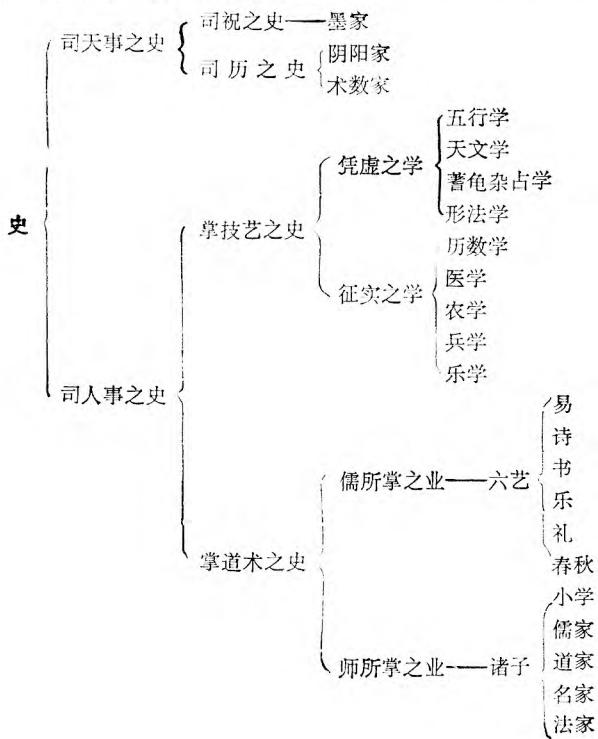 司祝之史——墨家
司天事之史
阴阳家
司历之史
术数家
五行学
天文学
凭虚之学
蓍龟杂占学
形法学
史
掌技艺之史
历数学
医学
征实之学
农学
兵学
乐学
司人事之史
易
诗
书
儒所掌之业——六艺
乐
礼
掌道术之史
春秋
小学
儒家
师所掌之业——诸子
道家
名家
法家